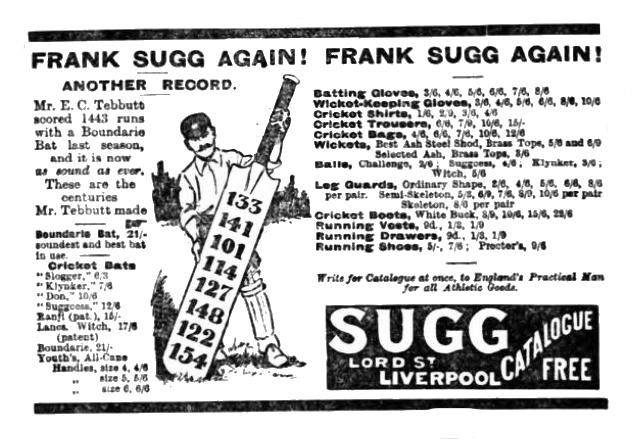 FRANK SUGG AGAIN!
ANOTHER RECORD.
Mr. E. C. Tebbutt
scored 1443 runs
with a Boundarie
Bat last season,
and it is now
as sound as ever.
These are the
centuries
Mr. Tebbutt made
Boundarie Bat, 21/-
soundest and best bat
in use.
Cricket Bats
"Slogger," 6/3
"Klynker," 7/6
"Don," 10/6
"Suggcess," 12/6
Ranji (pat.), 15/-
Lancs. Witch, 17/6
(patent)
Boundarie, 21/-
Youth's, All-Cane
Handles, size 4, 4/6
„ size 5, 5/6
„ size 6, 6/6
133
141
101
114
127
148
122
154
FRANK SUGG AGAIN!
Batting Gloves, 3/6, 4/6, 5/6, 6/6, 7/6, 8/6
Wicket-Keeping Gloves, 3/6, 4/6, 5/6, 6/6, 8/6, 10/6
Cricket Shirts, 1/6, 2/9, 3/6, 4/6
Cricket Trousers, 6/6, 7/9, 10/6, 15/-
Cricket Bags, 4/6, 6/6, 7/6, 10/6, 12/6
Wickets, Best Ash Steel Shod, Brass Tops, 5/6 and 6/9
Selected Ash, Brass Tops, 3/6
Balls, Challenge, 2/6; Suggcess, 4/6; Klynker, 3/6;
Witch, 5/6
Leg Guards, Ordinary Shape, 2/6, 4/6, 5/6, 6/6, 8/6
per pair. Semi-Skeleton, 5/3, 6/9, 7/6, 8/9, 10/6 per pair
Skeleton, 8/6 per pair
Cricket Boots, White Buck, 8/9, 10/6, 15/6, 22/6
Running Vests, 9d., 1/3, 1/9
Running Drawers, 9d., 1/3, 1/9
Running Shoes, 5/-, 7/6; Procter's, 9/6
Write for Catalogue at once, to England's Practical Man
for all Athletic Goods.
SUGG
LORD ST
LIVERPOOL
CATALOGUE
FREE